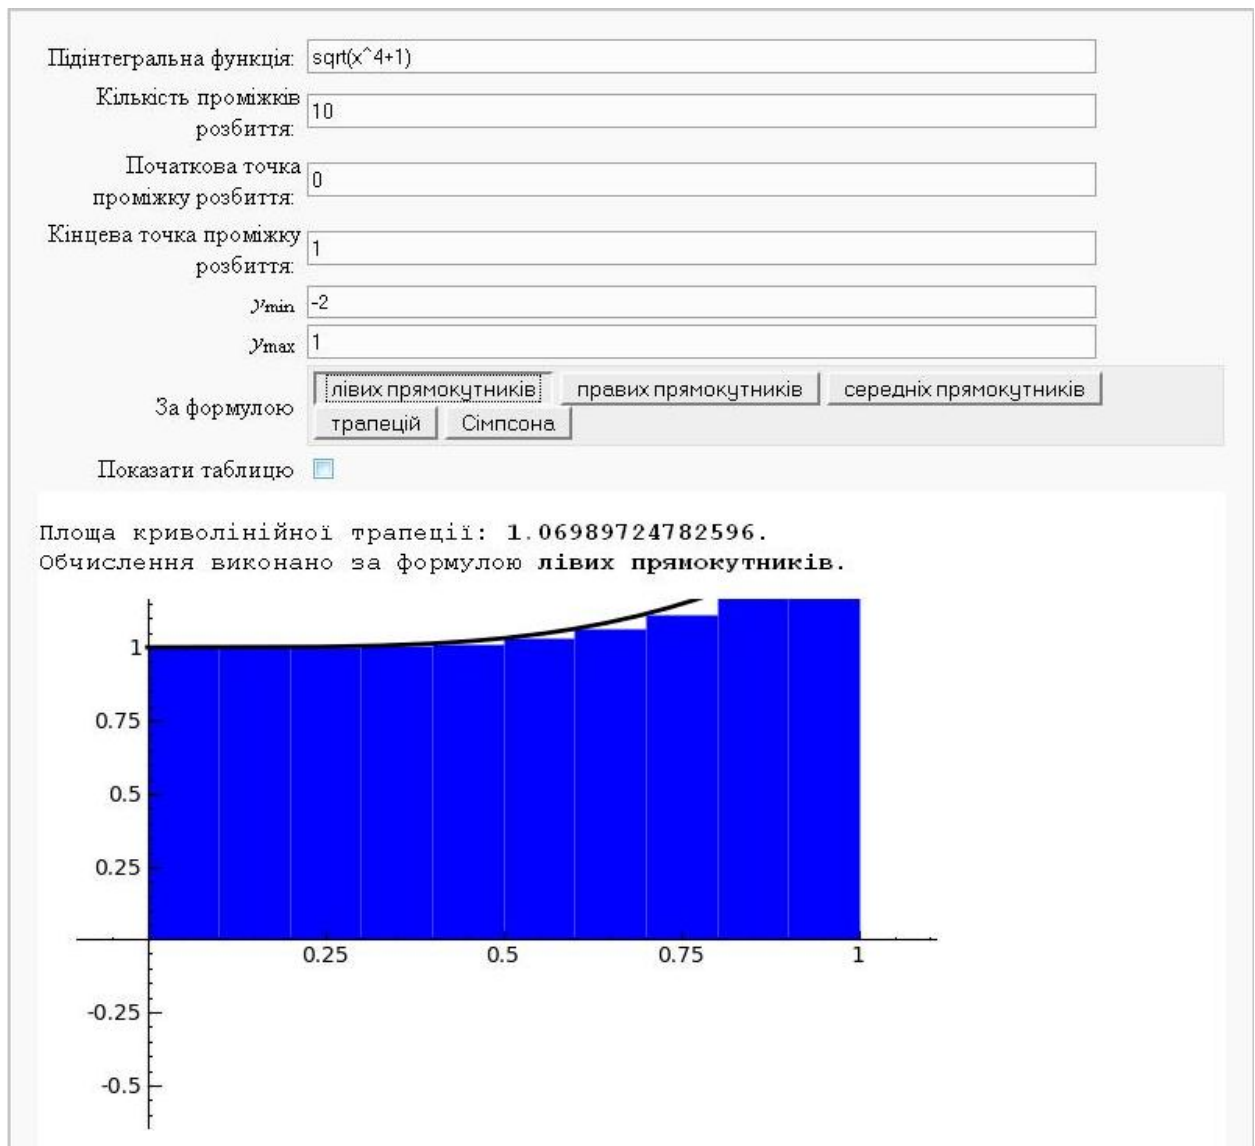 Підінтегральна функція: sqrt(x^4+1)
Кількість проміжків
розбиття: 10
Початкова точка
проміжку розбиття: 0
Кінцева точка проміжку
розбиття: 1
ymin -2
ymax 1
За формулою
лівих прямокутників правих прямокутників середніх прямокутників
трапецій Сімпсона
Показати таблицю
Площа криволінійної трапеції: 1.06989724782596.
Обчислення виконано за формулою лівих прямокутників.
1
0.75
0.5
0.25
0.25 0.5 0.75 1
-0.25
-0.5